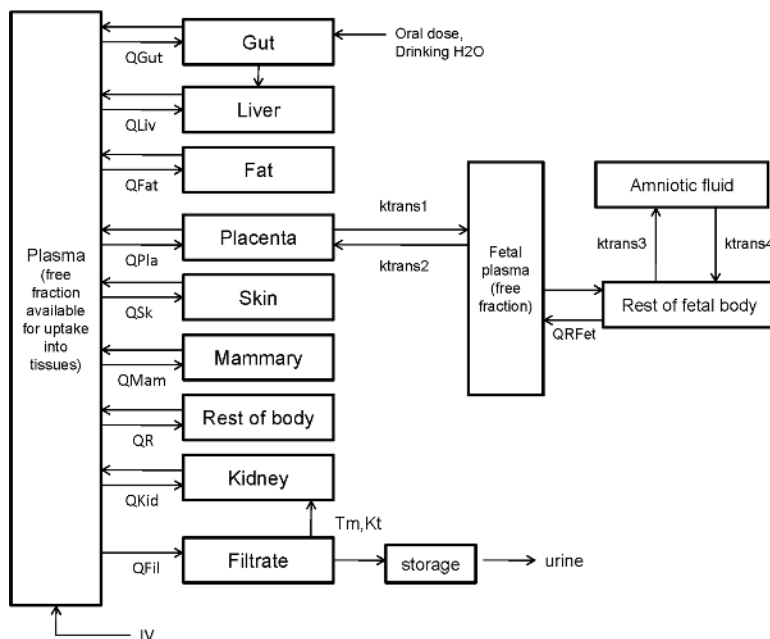 Gut
Oral dose,
Drinking H2O
QGut
Liver
QLiv
Fat
QFat
Placenta
QPla
ktrans1
ktrans2
Fetal
plasma
(free
fraction)
Amniotic fluid
ktrans3
ktrans4
Rest of fetal body
QRFet
Plasma
(free
fraction
available
for uptake
into
tissues)
Skin
QSk
Mammary
QMam
Rest of body
QR
Kidney
QKid
Tm,Kt
Filtrate
QFil
storage
urine
IV